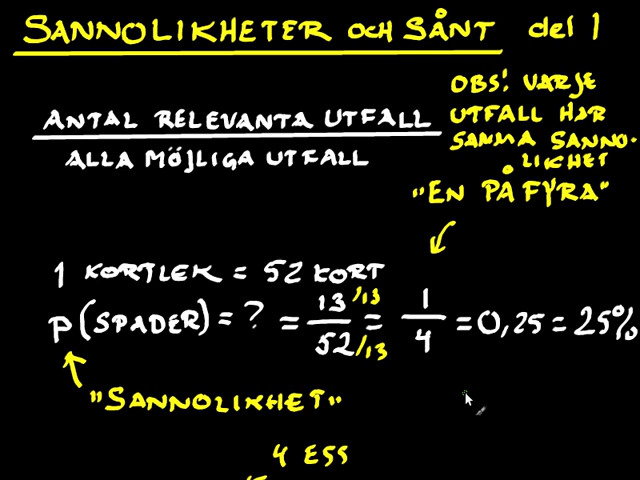 SANNOLIKHETER OCH SÅNT del 1
OBS! VARJE
UTFALL HAR
SAMMA SANNO-
LIKHET
ANTAL RELEVANTA UTFALL
ALLA MÖJLIGA UTFALL
"EN PÅ FYRA"
1 KORTLEK = 52 KORT
P(SPADER) = ? = 13/13 / 52/13 = 1/4 = 0,25 = 25%
"SANNOLIKHET"
4 ESS